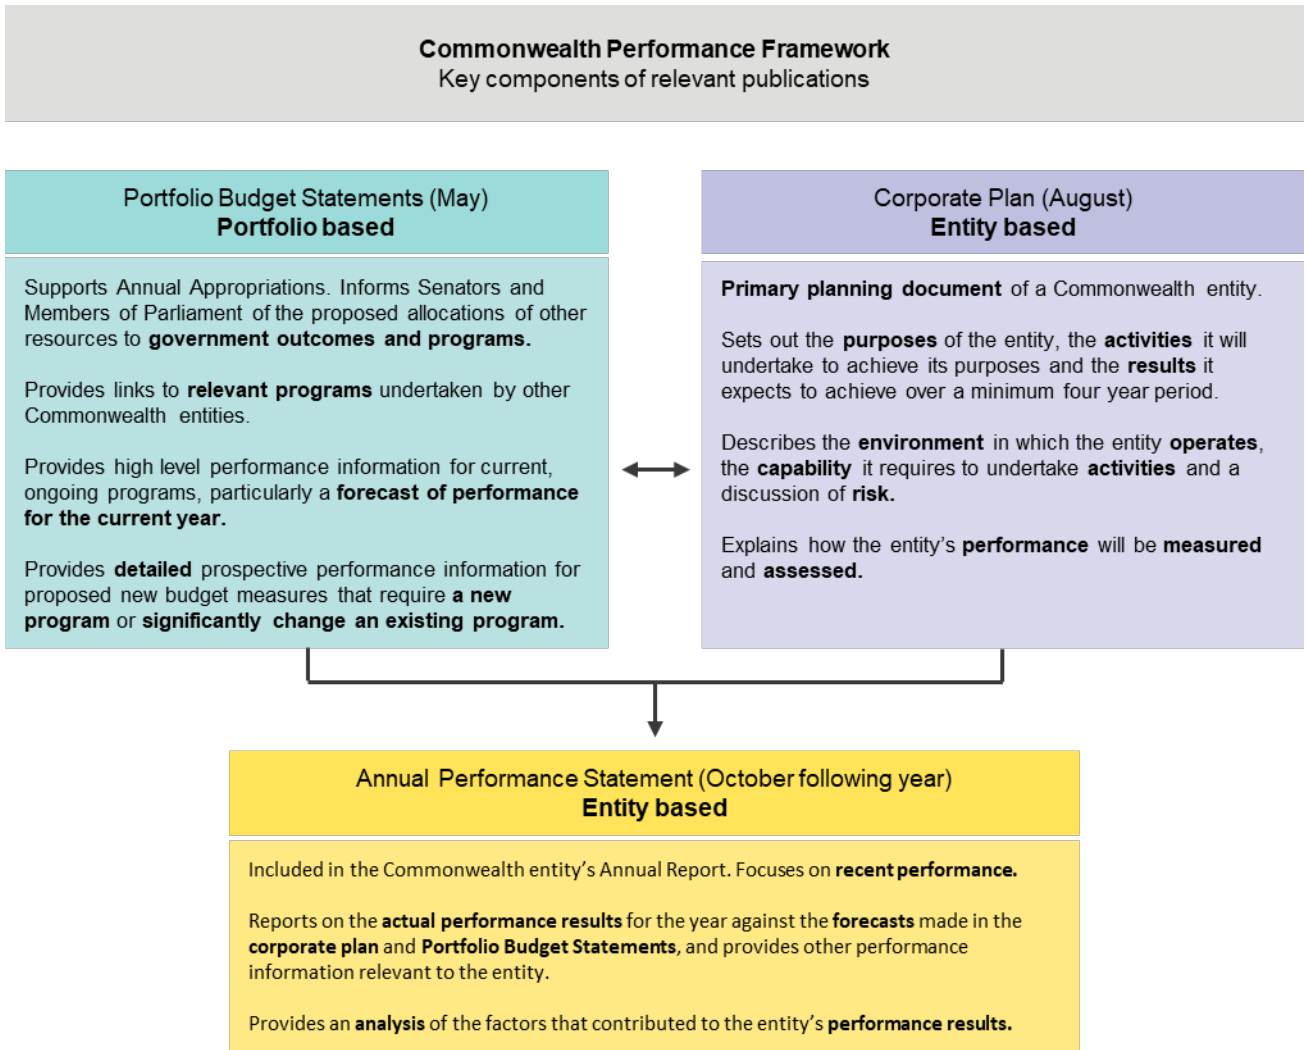 Commonwealth Performance Framework
Key components of relevant publications
Portfolio Budget Statements (May)
Portfolio based
Supports Annual Appropriations. Informs Senators and
Members of Parliament of the proposed allocations of other
resources to government outcomes and programs.
Provides links to relevant programs undertaken by other
Commonwealth entities.
Provides high level performance information for current,
ongoing programs, particularly a forecast of performance
for the current year.
Provides detailed prospective performance information for
proposed new budget measures that require a new
program or significantly change an existing program.
Corporate Plan (August)
Entity based
Primary planning document of a Commonwealth entity.
Sets out the purposes of the entity, the activities it will
undertake to achieve its purposes and the results it
expects to achieve over a minimum four year period.
Describes the environment in which the entity operates,
the capability it requires to undertake activities and a
discussion of risk.
Explains how the entity’s performance will be measured
and assessed.
Annual Performance Statement (October following year)
Entity based
Included in the Commonwealth entity’s Annual Report. Focuses on recent performance.
Reports on the actual performance results for the year against the forecasts made in the
corporate plan and Portfolio Budget Statements, and provides other performance
information relevant to the entity.
Provides an analysis of the factors that contributed to the entity’s performance results.